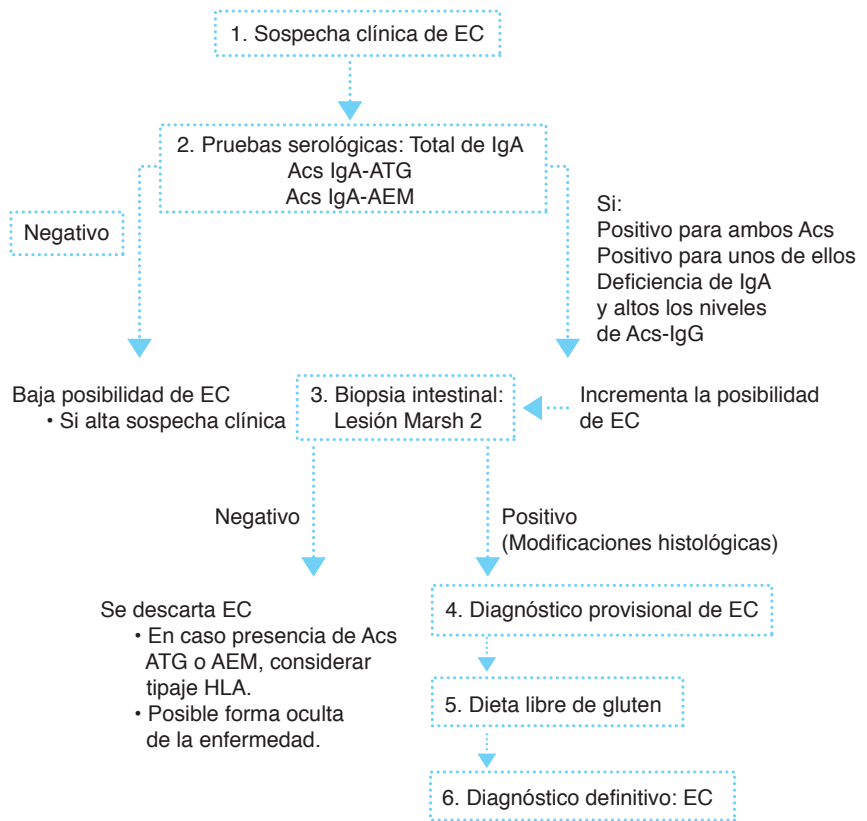 1. Sospecha clínica de EC
2. Pruebas serológicas: Total de IgA
Acs IgA-ATG
Acs IgA-AEM
Negativo
Si:
Positivo para ambos Acs
Positivo para unos de ellos
Deficiencia de IgA
y altos los niveles
de Acs-IgG
Baja posibilidad de EC
• Si alta sospecha clínica
3. Biopsia intestinal:
Lesión Marsh 2
Incrementa la posibilidad
de EC
Negativo
Positivo
(Modificaciones histológicas)
Se descarta EC
• En caso presencia de Acs
ATG o AEM, considerar
tipaje HLA.
• Posible forma oculta
de la enfermedad.
4. Diagnóstico provisional de EC
5. Dieta libre de gluten
6. Diagnóstico definitivo: EC